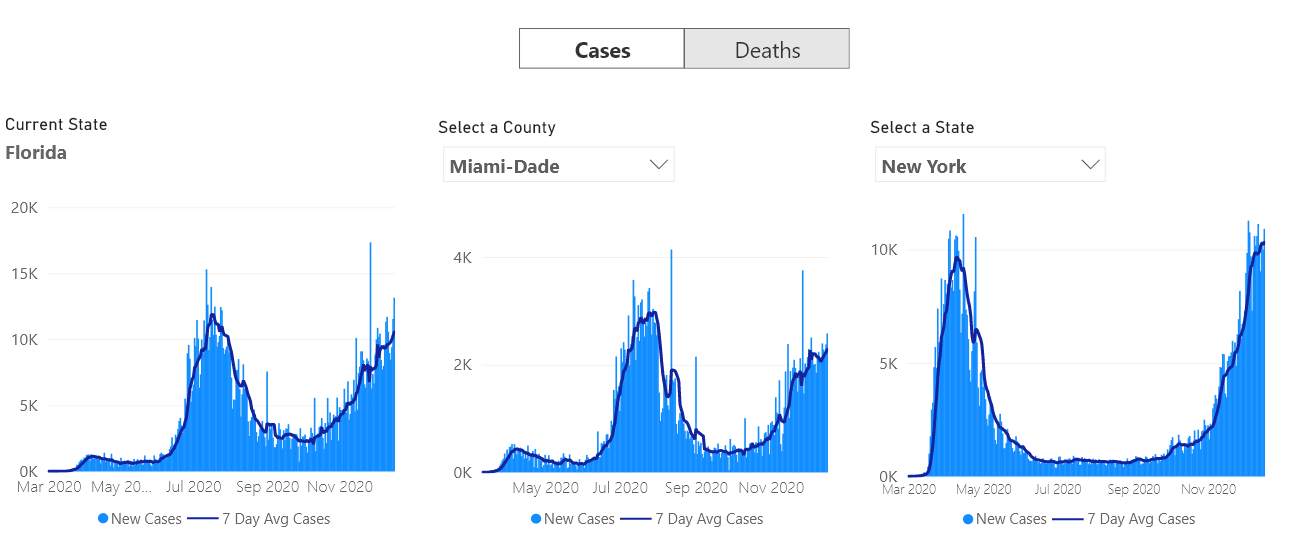 Cases Deaths
Current State
Florida
Select a County
Miami-Dade
Select a State
New York
20K
15K
10K
5K
0K
Mar 2020 May 20... Jul 2020 Sep 2020 Nov 2020
New Cases 7 Day Avg Cases
4K
2K
0K
May 2020 Jul 2020 Sep 2020 Nov 2020
New Cases 7 Day Avg Cases
10K
5K
0K
Mar 2020 May 2020 Jul 2020 Sep 2020 Nov 2020
New Cases 7 Day Avg Cases